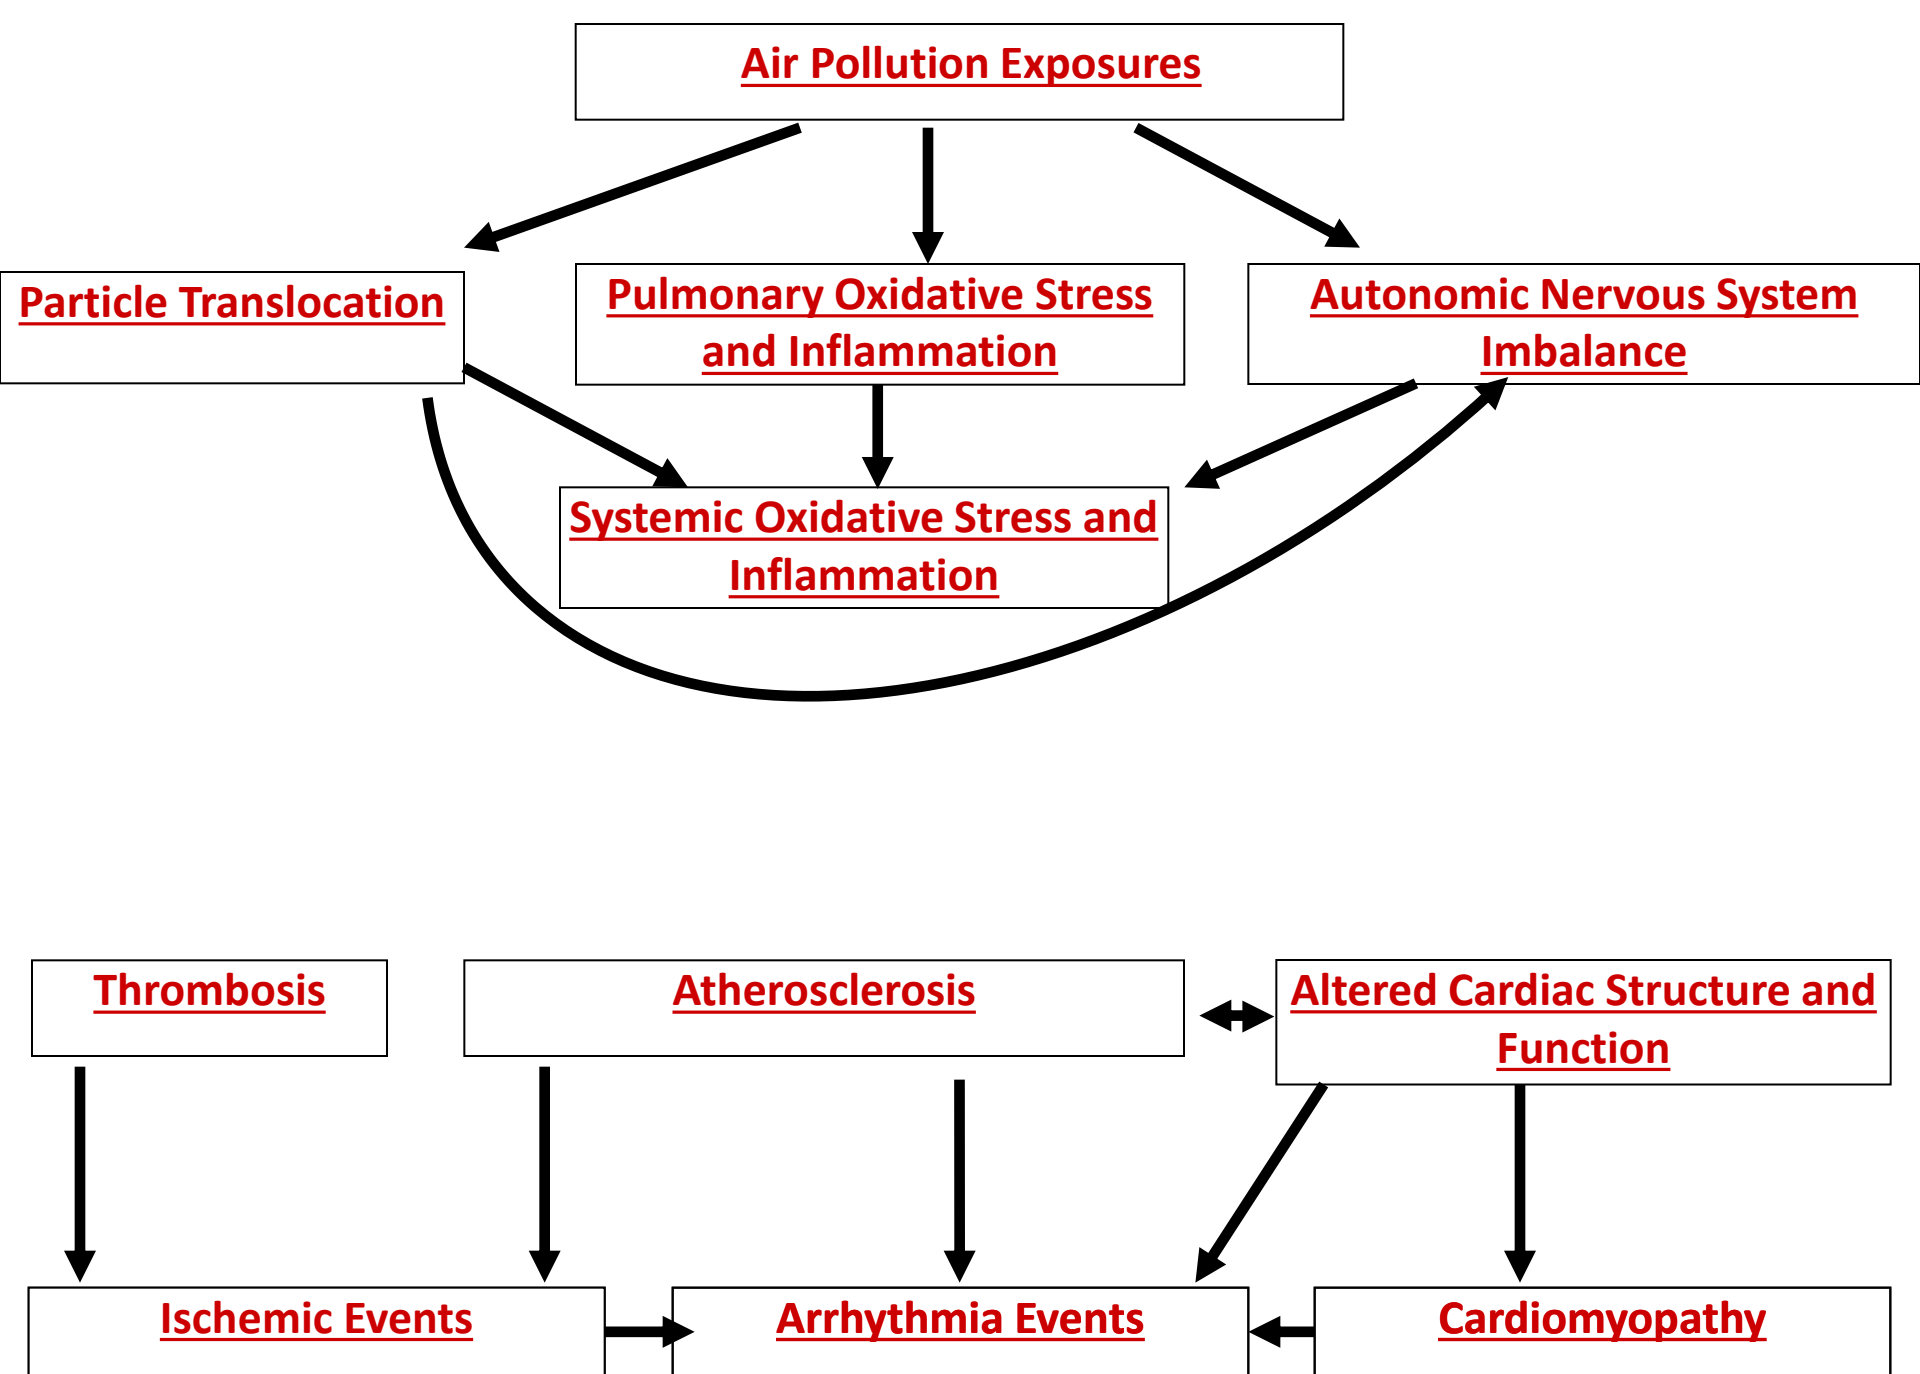 Air Pollution Exposures
Particle Translocation
Pulmonary Oxidative Stress
and Inflammation
Autonomic Nervous System
Imbalance
Systemic Oxidative Stress and
Inflammation
Thrombosis
Atherosclerosis
Altered Cardiac Structure and
Function
Ischemic Events
Arrhythmia Events
Cardiomyopathy